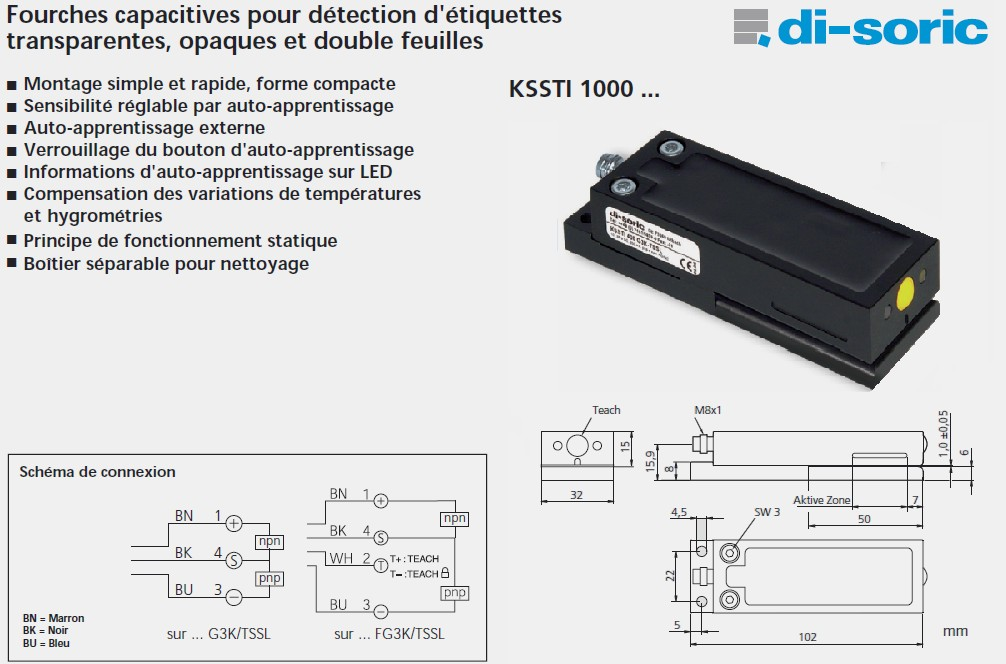 Fourches capacitives pour détection d'étiquettes
transparentes, opaques et double feuilles
di-soric
■ Montage simple et rapide, forme compacte
■ Sensibilité réglable par auto-apprentissage
■ Auto-apprentissage externe
■ Verrouillage du bouton d'auto-apprentissage
■ Informations d'auto-apprentissage sur LED
■ Compensation des variations de températures
et hygrométries
■ Principe de fonctionnement statique
■ Boîtier séparable pour nettoyage
KSSTI 1000 ...
di-soric
Schéma de connexion
BN 1 +
npn
BK 4 S
pnp
BU 3 −
sur ... G3K/TSSL
BN 1 +
npn
BK 4 S
WH 2 T T+ : TEACH
T− : TEACH
pnp
BU 3 −
sur ... FG3K/TSSL
BN = Marron
BK = Noir
BU = Bleu
Teach
15
32
M8x1
15,9
8
1,0 ±0,05
6
Aktive Zone
7
50
4,5
SW 3
22
5
102
mm